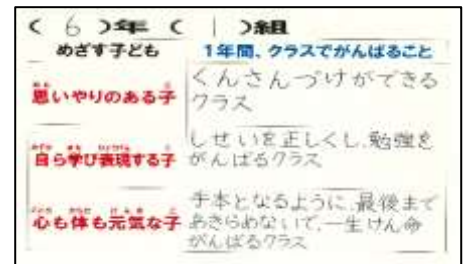 ( 6 )年 ( 1 )組
めざす子ども
1年間、クラスでがんばること
思いやりのある子
くんさんづけができる
クラス
自ら学び表現する子
しせいを正しくし、勉強を
がんばるクラス
心も体も元気な子
手本となるように、最後まで
あきらめないで、一生けん命
がんばるクラス